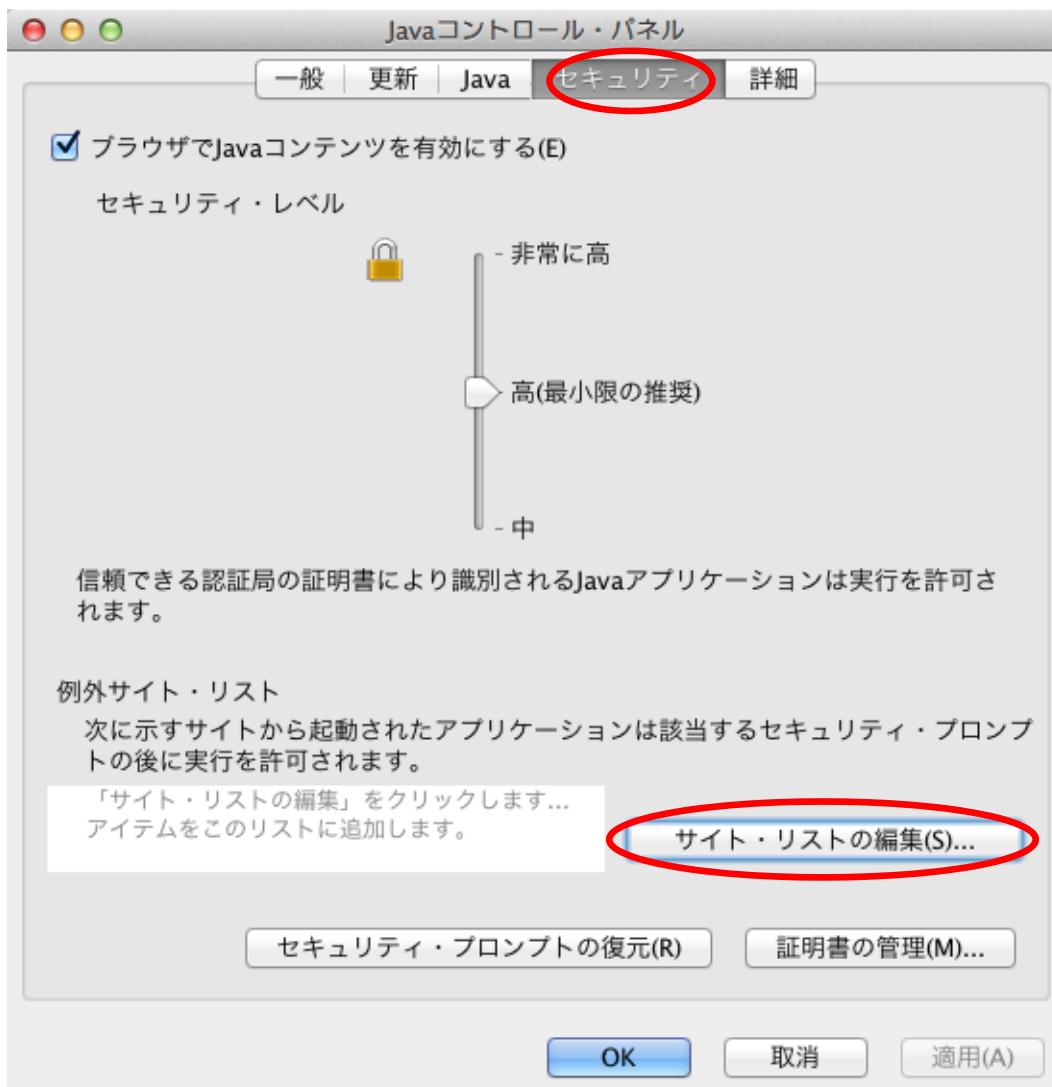 Javaコントロール・パネル
一般 更新 Java セキュリティ 詳細
ブラウザでJavaコンテンツを有効にする(E)
セキュリティ・レベル
- 非常に高
- 高(最小限の推奨)
- 中
信頼できる認証局の証明書により識別されるJavaアプリケーションは実行を許可さ
れます。
例外サイト・リスト
次に示すサイトから起動されたアプリケーションは該当するセキュリティ・プロンプ
トの後に実行を許可されます。
「サイト・リストの編集」をクリックします...
アイテムをこのリストに追加します。
サイト・リストの編集(S)...
セキュリティ・プロンプトの復元(R) 証明書の管理(M)...
OK 取消 適用(A)